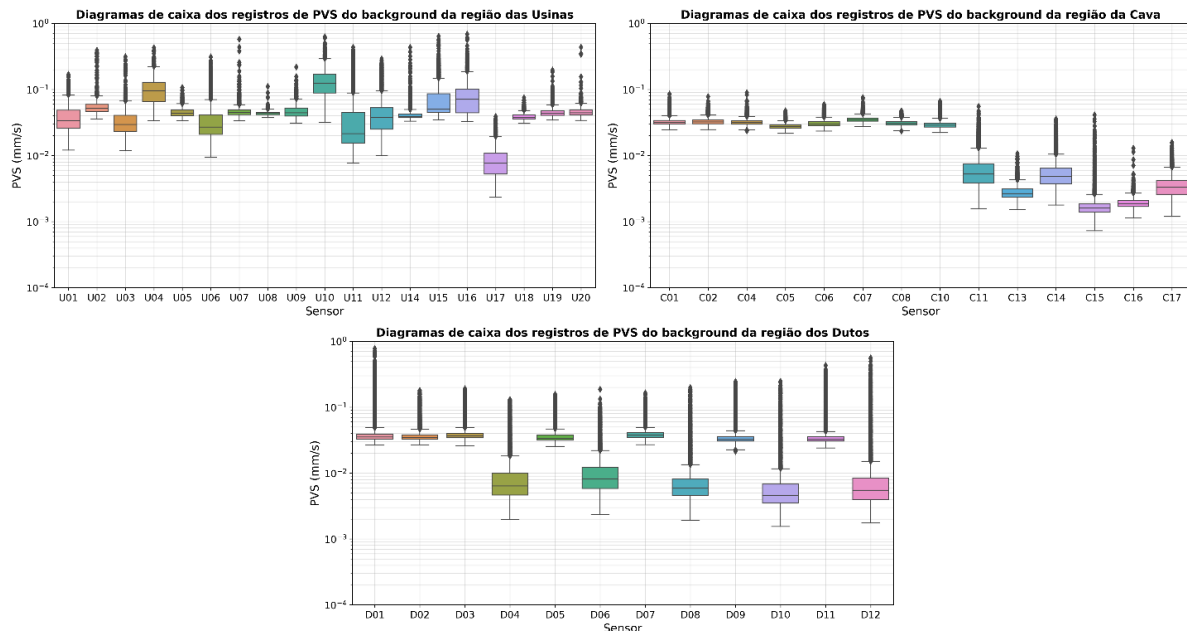 Diagramas de caixa dos registros de PVS do background da região das Usinas
PVS (mm/s)
10⁰
10⁻¹
10⁻²
10⁻³
10⁻⁴
U01 U02 U03 U04 U05 U06 U07 U08 U09 U10 U11 U12 U14 U15 U16 U17 U18 U19 U20
Sensor
Diagramas de caixa dos registros de PVS do background da região da Cava
PVS (mm/s)
10⁰
10⁻¹
10⁻²
10⁻³
10⁻⁴
C01 C02 C04 C05 C06 C07 C08 C10 C11 C13 C14 C15 C16 C17
Sensor
Diagramas de caixa dos registros de PVS do background da região dos Dutos
PVS (mm/s)
10⁰
10⁻¹
10⁻²
10⁻³
10⁻⁴
D01 D02 D03 D04 D05 D06 D07 D08 D09 D10 D11 D12
Sensor